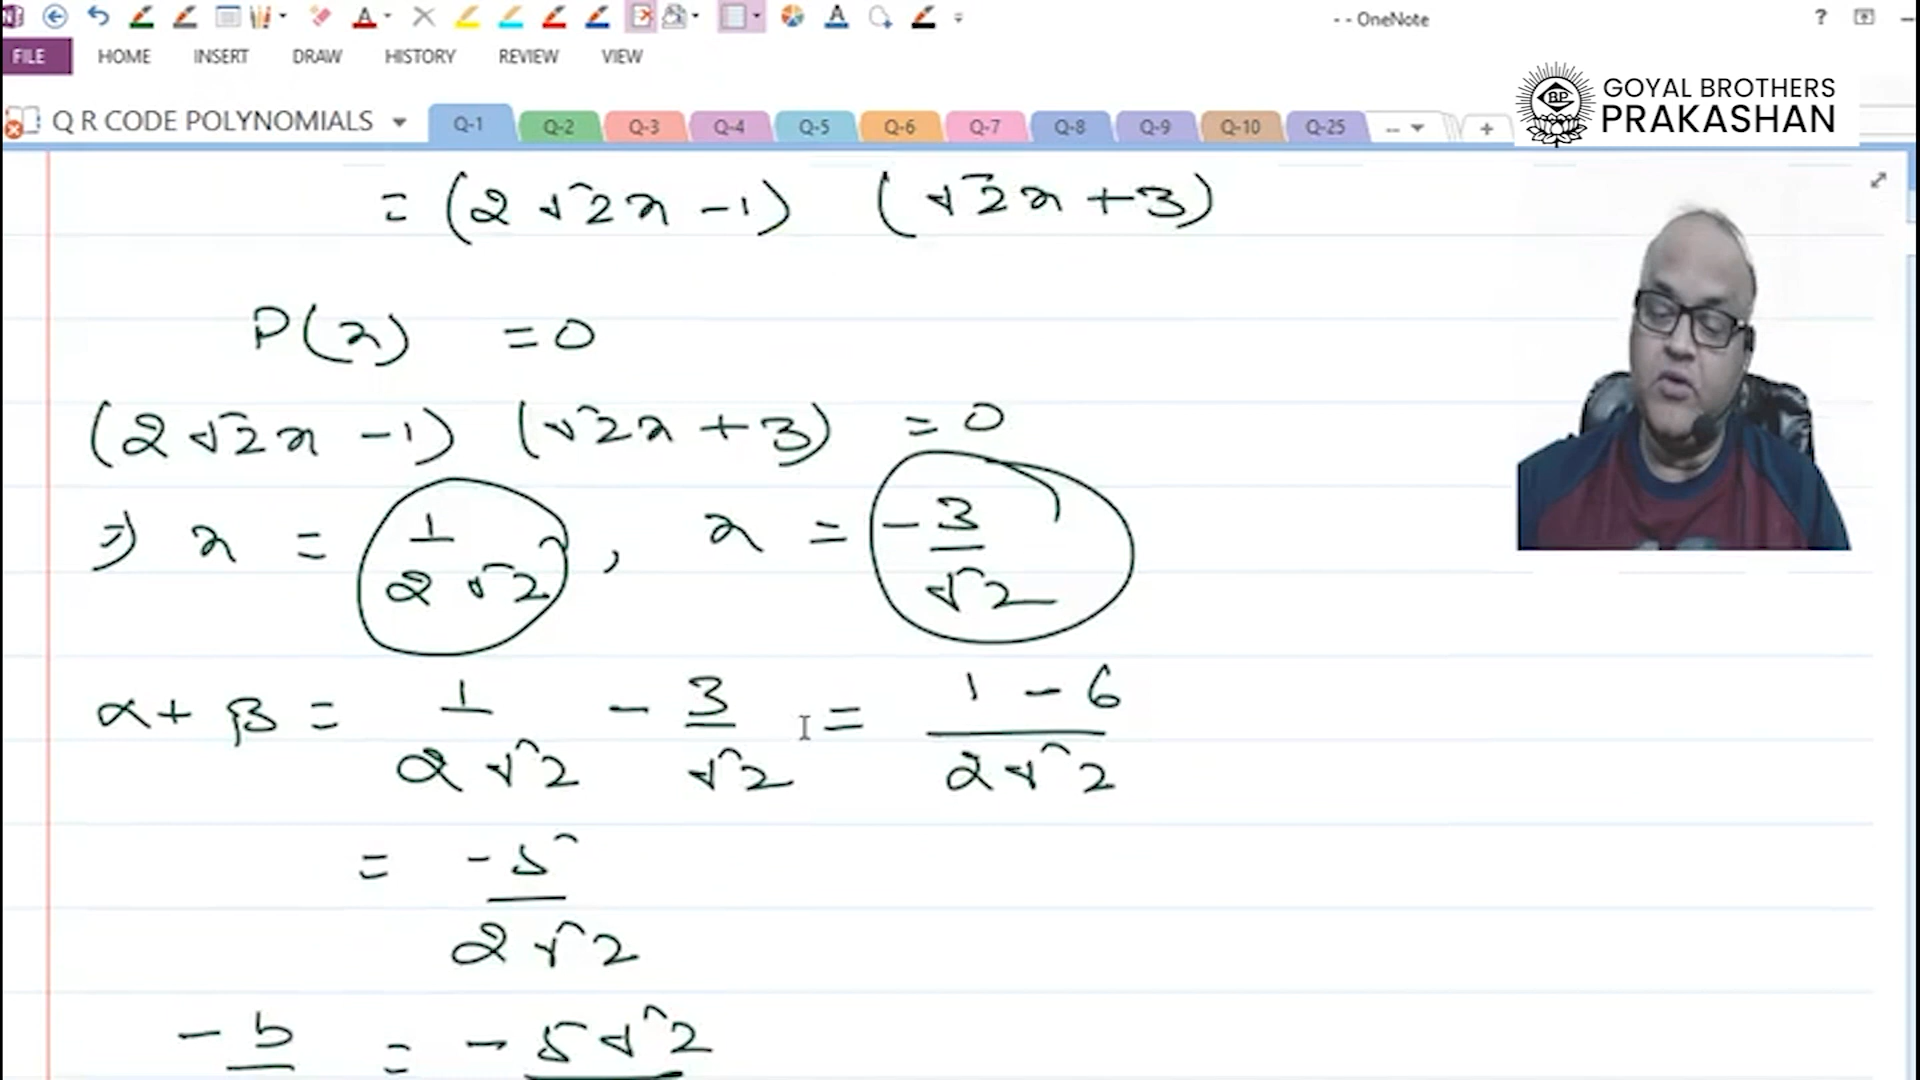 - - OneNote
?
FILE HOME INSERT DRAW HISTORY REVIEW VIEW
GOYAL BROTHERS
PRAKASHAN
BP
Q R CODE POLYNOMIALS Q-1 Q-2 Q-3 Q-4 Q-5 Q-6 Q-7 Q-8 Q-9 Q-10 Q-25 -- +
= (2√2x - 1) (√2x + 3)
P(x) = 0
(2√2x - 1) (√2x + 3) = 0
⇒ x = 1/2√2 , x = -3/√2
α + β = 1/2√2 - 3/√2 = 1 - 6/2√2
= -5/2√2
-b = -5√2